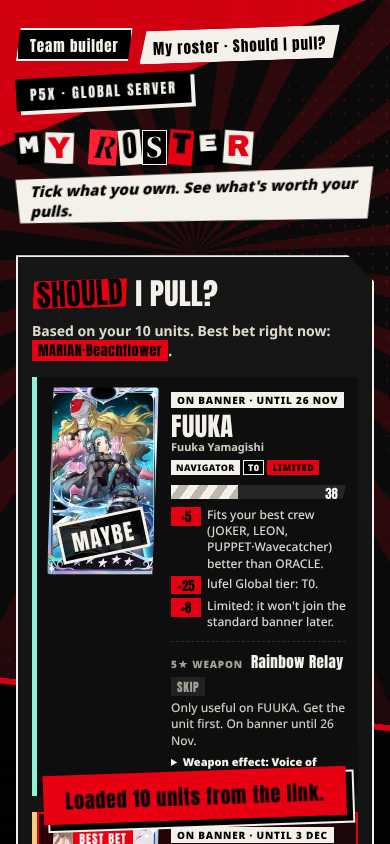 Team builder
My roster · Should I pull?
P5X · GLOBAL SERVER
MY ROSTER
Tick what you own. See what's worth your
pulls.
SHOULD I PULL?
Based on your 10 units. Best bet right now:
MARIAN·Beachflower.
ON BANNER · UNTIL 26 NOV
FUUKA
Fuuka Yamagishi
NAVIGATOR T0 LIMITED
38
MAYBE
+5 Fits your best crew
(JOKER, LEON,
PUPPET·Wavecatcher)
better than ORACLE.
+25 lufel Global tier: T0.
+8 Limited: it won't join the
standard banner later.
5★ WEAPON Rainbow Relay
SKIP
Only useful on FUUKA. Get the
unit first. On banner until 26
Nov.
▶ Weapon effect: Voice of
Loaded 10 units from the link.
BEST BET
ON BANNER · UNTIL 3 DEC